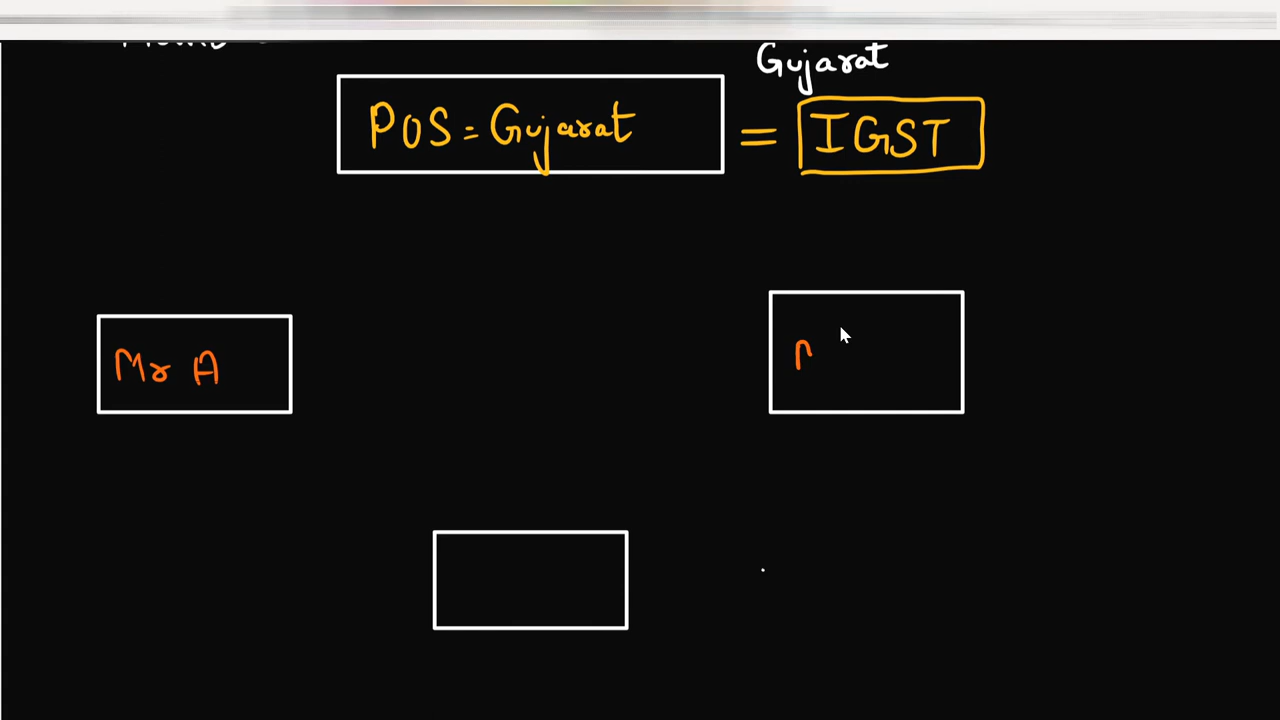 Gujarat
POS = Gujarat = IGST
Mr A